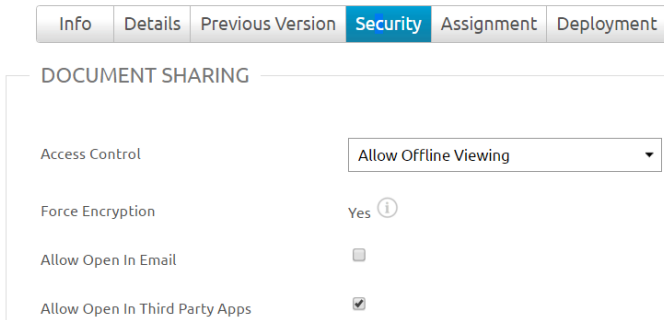 Info Details Previous Version Security Assignment Deployment
DOCUMENT SHARING
Access Control Allow Offline Viewing
Force Encryption Yes i
Allow Open In Email
Allow Open In Third Party Apps